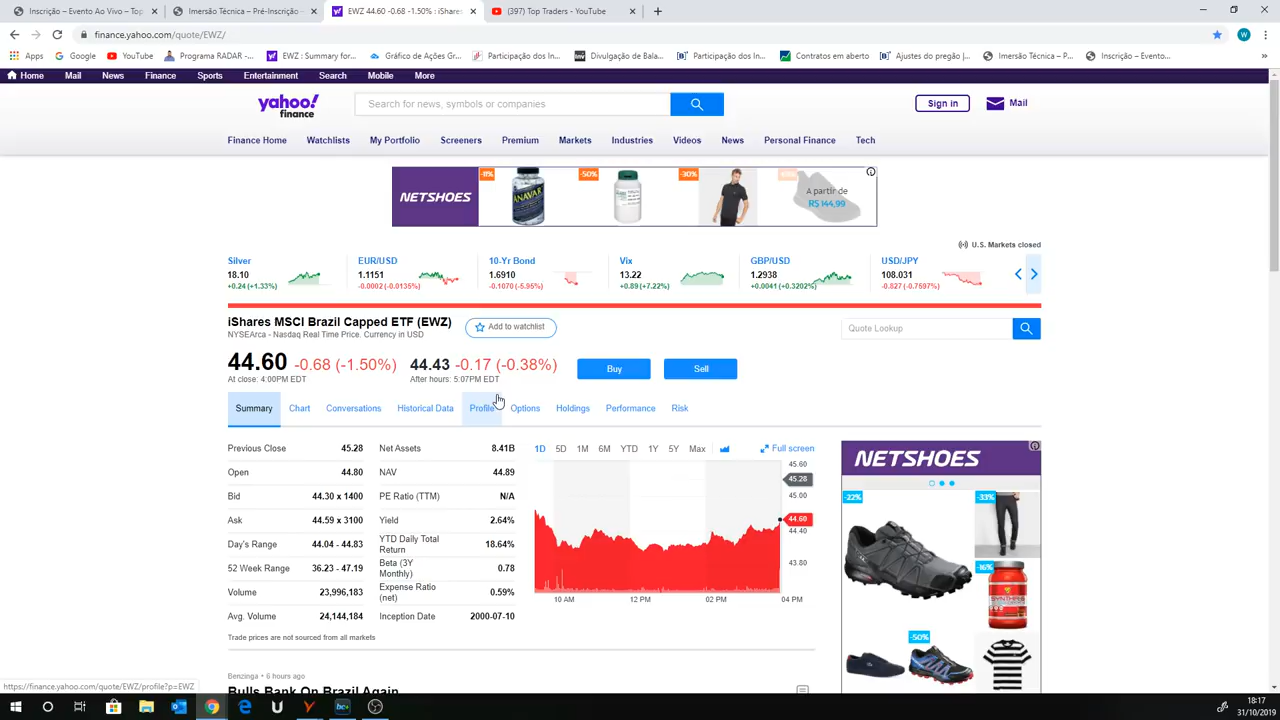 Inscrição – Evento Ao Vivo – Top
Imersão Técnica – Pré-Inscrição –
EWZ 44.60 -0.68 -1.50% : iShares
(397) Top Traders - YouTube
finance.yahoo.com/quote/EWZ/
W
Apps
Google
YouTube
Programa RADAR -...
EWZ : Summary for...
Gráfico de Ações Gr...
Participação dos In...
Divulgação de Bala...
Participação dos In...
Contratos em aberto
Ajustes do pregão |...
Imersão Técnica – P...
Inscrição – Evento...
Home Mail News Finance Sports Entertainment Search Mobile More
yahoo!
finance
Search for news, symbols or companies
Sign in
Mail
Finance Home Watchlists My Portfolio Screeners Premium Markets Industries Videos News Personal Finance Tech
NETSHOES
-50%
-30%
ANAVAR
A partir de
R$ 144,99
U.S. Markets closed
Silver
18.10
+0.24 (+1.33%)
EUR/USD
1.1151
-0.0002 (-0.0135%)
10-Yr Bond
1.6910
-0.1070 (-5.95%)
Vix
13.22
+0.89 (+7.22%)
GBP/USD
1.2938
+0.0041 (+0.3202%)
USD/JPY
108.031
-0.827 (-0.7597%)
iShares MSCI Brazil Capped ETF (EWZ)
NYSEArca - Nasdaq Real Time Price. Currency in USD
Add to watchlist
Quote Lookup
44.60 -0.68 (-1.50%)
At close: 4:00PM EDT
44.43 -0.17 (-0.38%)
After hours: 5:07PM EDT
Buy
Sell
Summary Chart Conversations Historical Data Profile Options Holdings Performance Risk
Previous Close 45.28
Open 44.80
Bid 44.30 x 1400
Ask 44.59 x 3100
Day's Range 44.04 - 44.83
52 Week Range 36.23 - 47.19
Volume 23,996,183
Avg. Volume 24,144,184
Net Assets 8.41B
NAV 44.89
PE Ratio (TTM) N/A
Yield 2.64%
YTD Daily Total
Return 18.64%
Beta (3Y
Monthly) 0.78
Expense Ratio
(net) 0.59%
Inception Date 2000-07-10
Trade prices are not sourced from all markets
1D 5D 1M 6M YTD 1Y 5Y Max
Full screen
45.60
45.28
45.00
44.60
44.40
43.80
10 AM 12 PM 02 PM 04 PM
NETSHOES
-22%
-33%
-16%
-50%
Benzinga • 6 hours ago
Bulls Bank On Brazil Again
https://finance.yahoo.com/quote/EWZ/profile?p=EWZ
18:17
31/10/2019